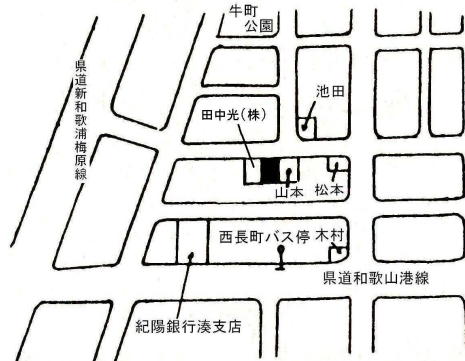 牛町
公園
県道新和歌浦梅原線
池田
田中光(株)
山本
松本
西長町バス停
木村
県道和歌山港線
紀陽銀行湊支店